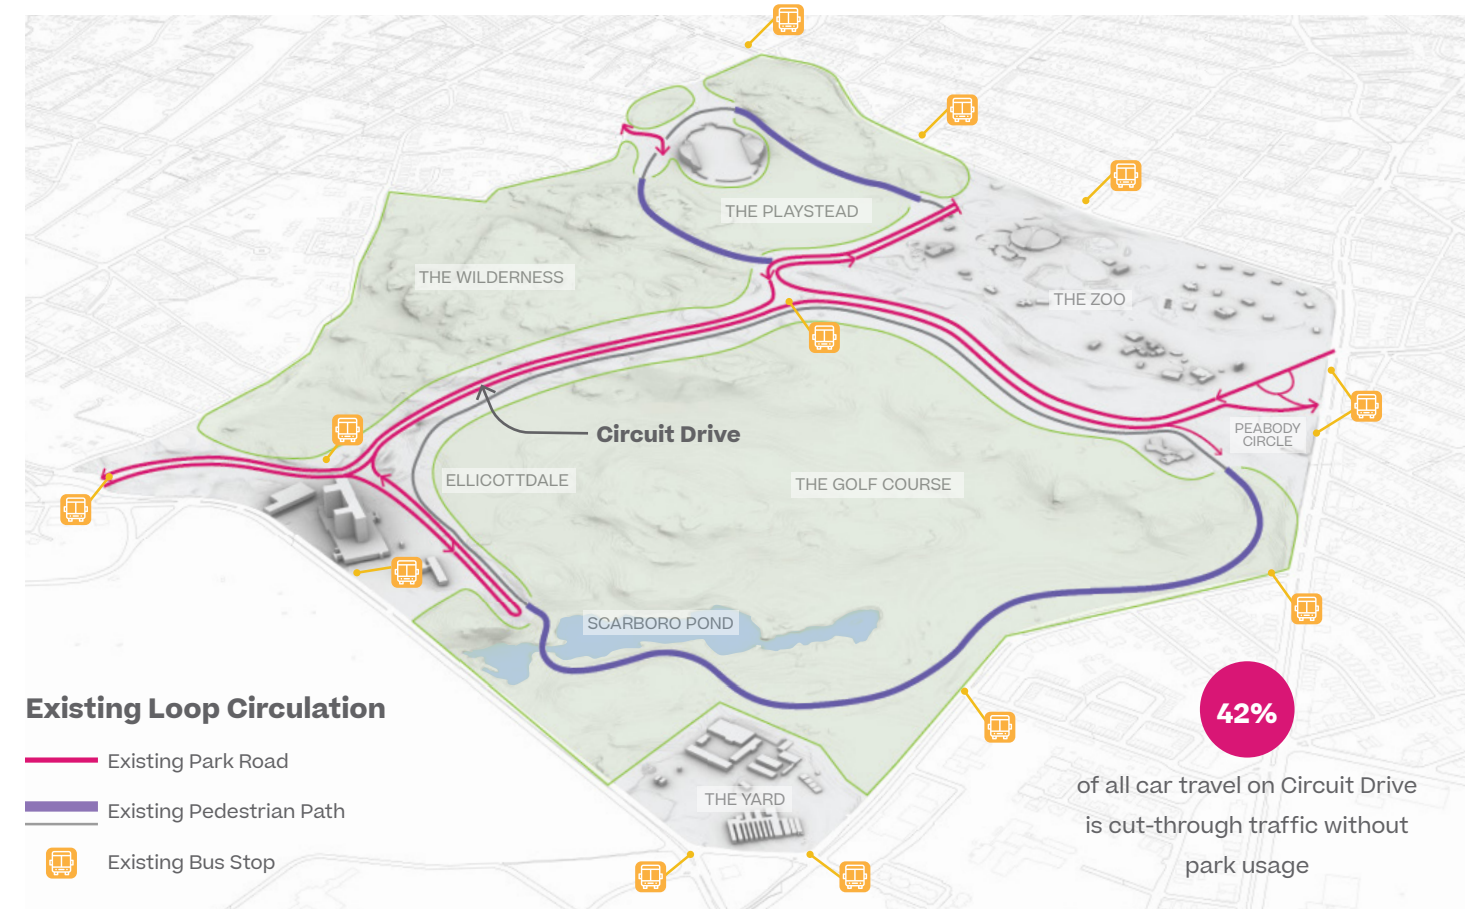 THE PLAYSTEAD
THE WILDERNESS
THE ZOO
Circuit Drive
PEABODY
CIRCLE
ELLICOTTDALE
THE GOLF COURSE
SCARBORO POND
THE YARD
Existing Loop Circulation
Existing Park Road
Existing Pedestrian Path
Existing Bus Stop
42%
of all car travel on Circuit Drive
is cut-through traffic without
park usage